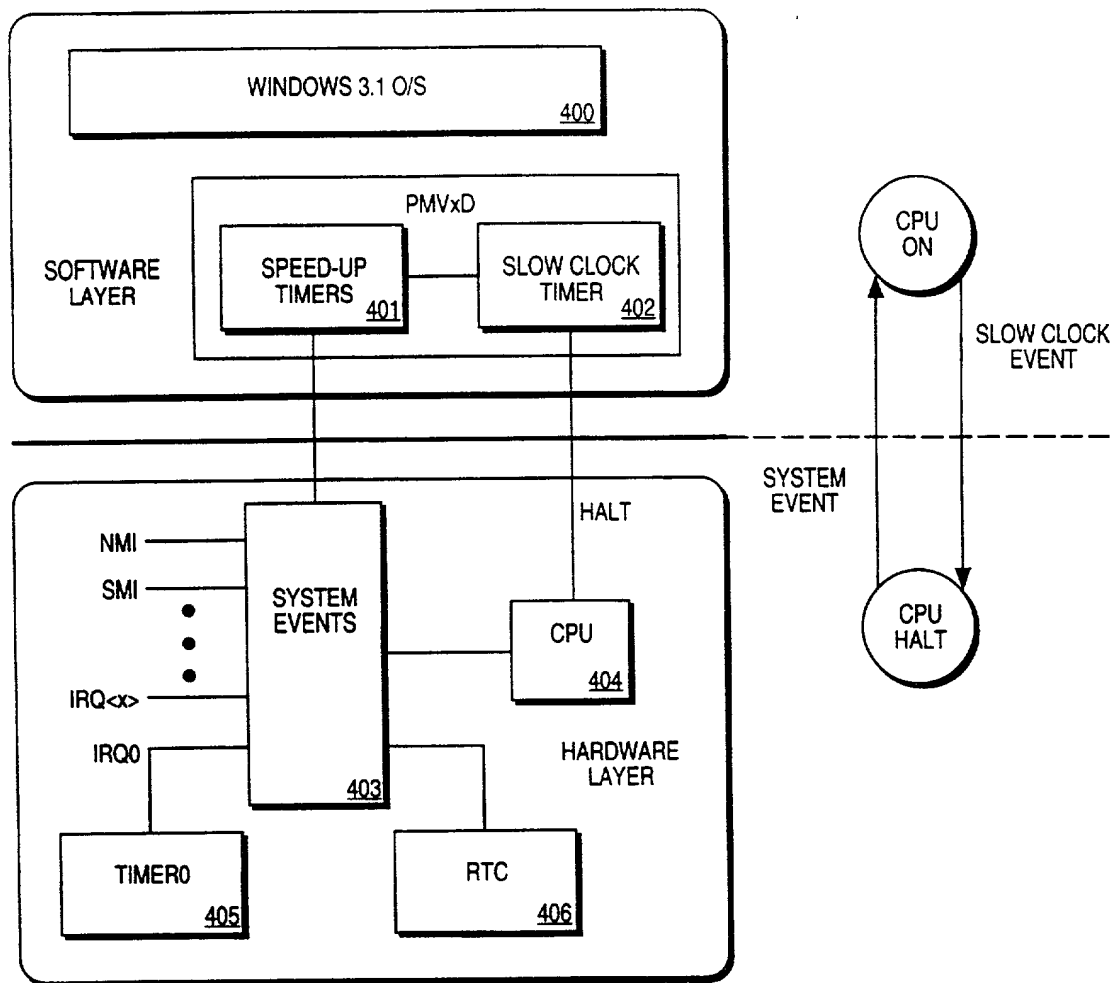 WINDOWS 3.1 O/S
400
PMVxD
SOFTWARE
LAYER
SPEED-UP
TIMERS
401
SLOW CLOCK
TIMER
402
CPU
ON
SLOW CLOCK
EVENT
SYSTEM
EVENT
CPU
HALT
HALT
NMI
SMI
IRQ<x>
IRQ0
SYSTEM
EVENTS
403
CPU
404
HARDWARE
LAYER
TIMER0
405
RTC
406